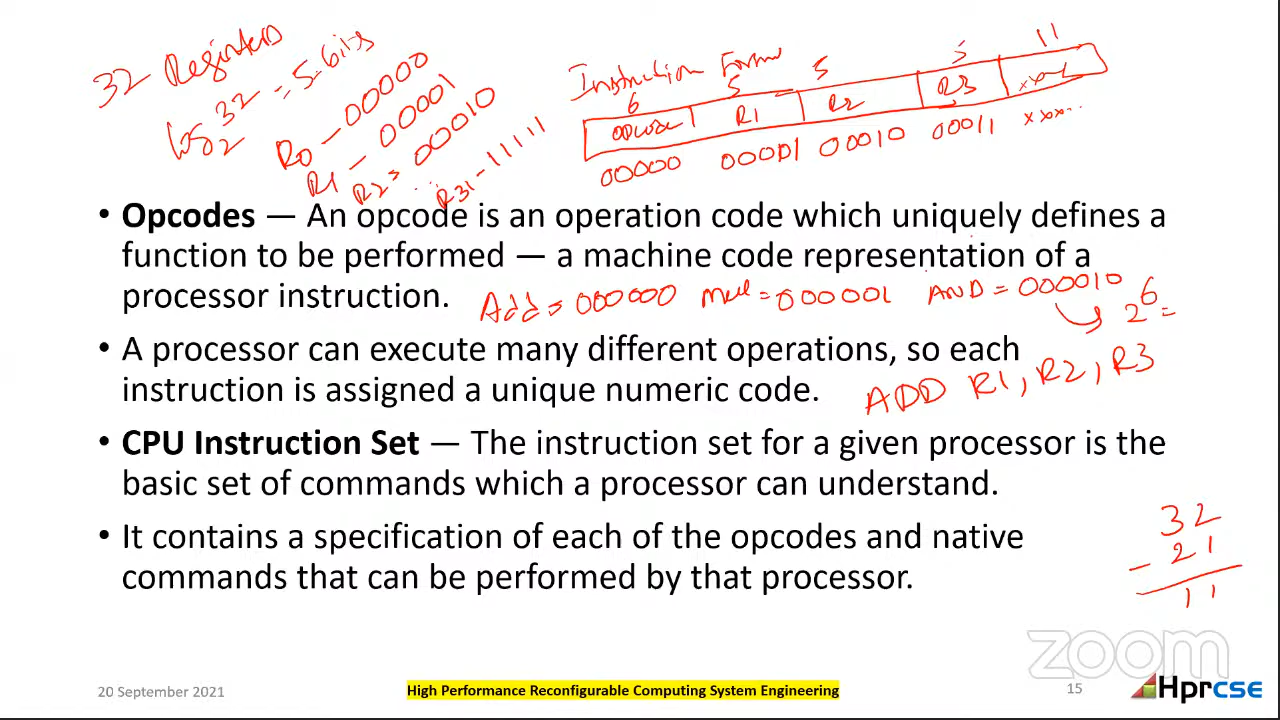 32 Registers
log₂ 32 = 5-bits
R0 – 00000
R1 – 00001
R2 = 00010
R31 - 11111
Instruction Format
6 5 5 5 11
opcode R1 R2 R3 xxxx
00000 00001 00010 00011 xxxx...
• Opcodes — An opcode is an operation code which uniquely defines a
function to be performed — a machine code representation of a
processor instruction.
Add = 000000 Mul = 000001 AND = 000010
2⁶ =
• A processor can execute many different operations, so each
instruction is assigned a unique numeric code.
ADD R1, R2, R3
• CPU Instruction Set — The instruction set for a given processor is the
basic set of commands which a processor can understand.
• It contains a specification of each of the opcodes and native
commands that can be performed by that processor.
32
- 21
11
zoom
20 September 2021
High Performance Reconfigurable Computing System Engineering
15
Hprcse